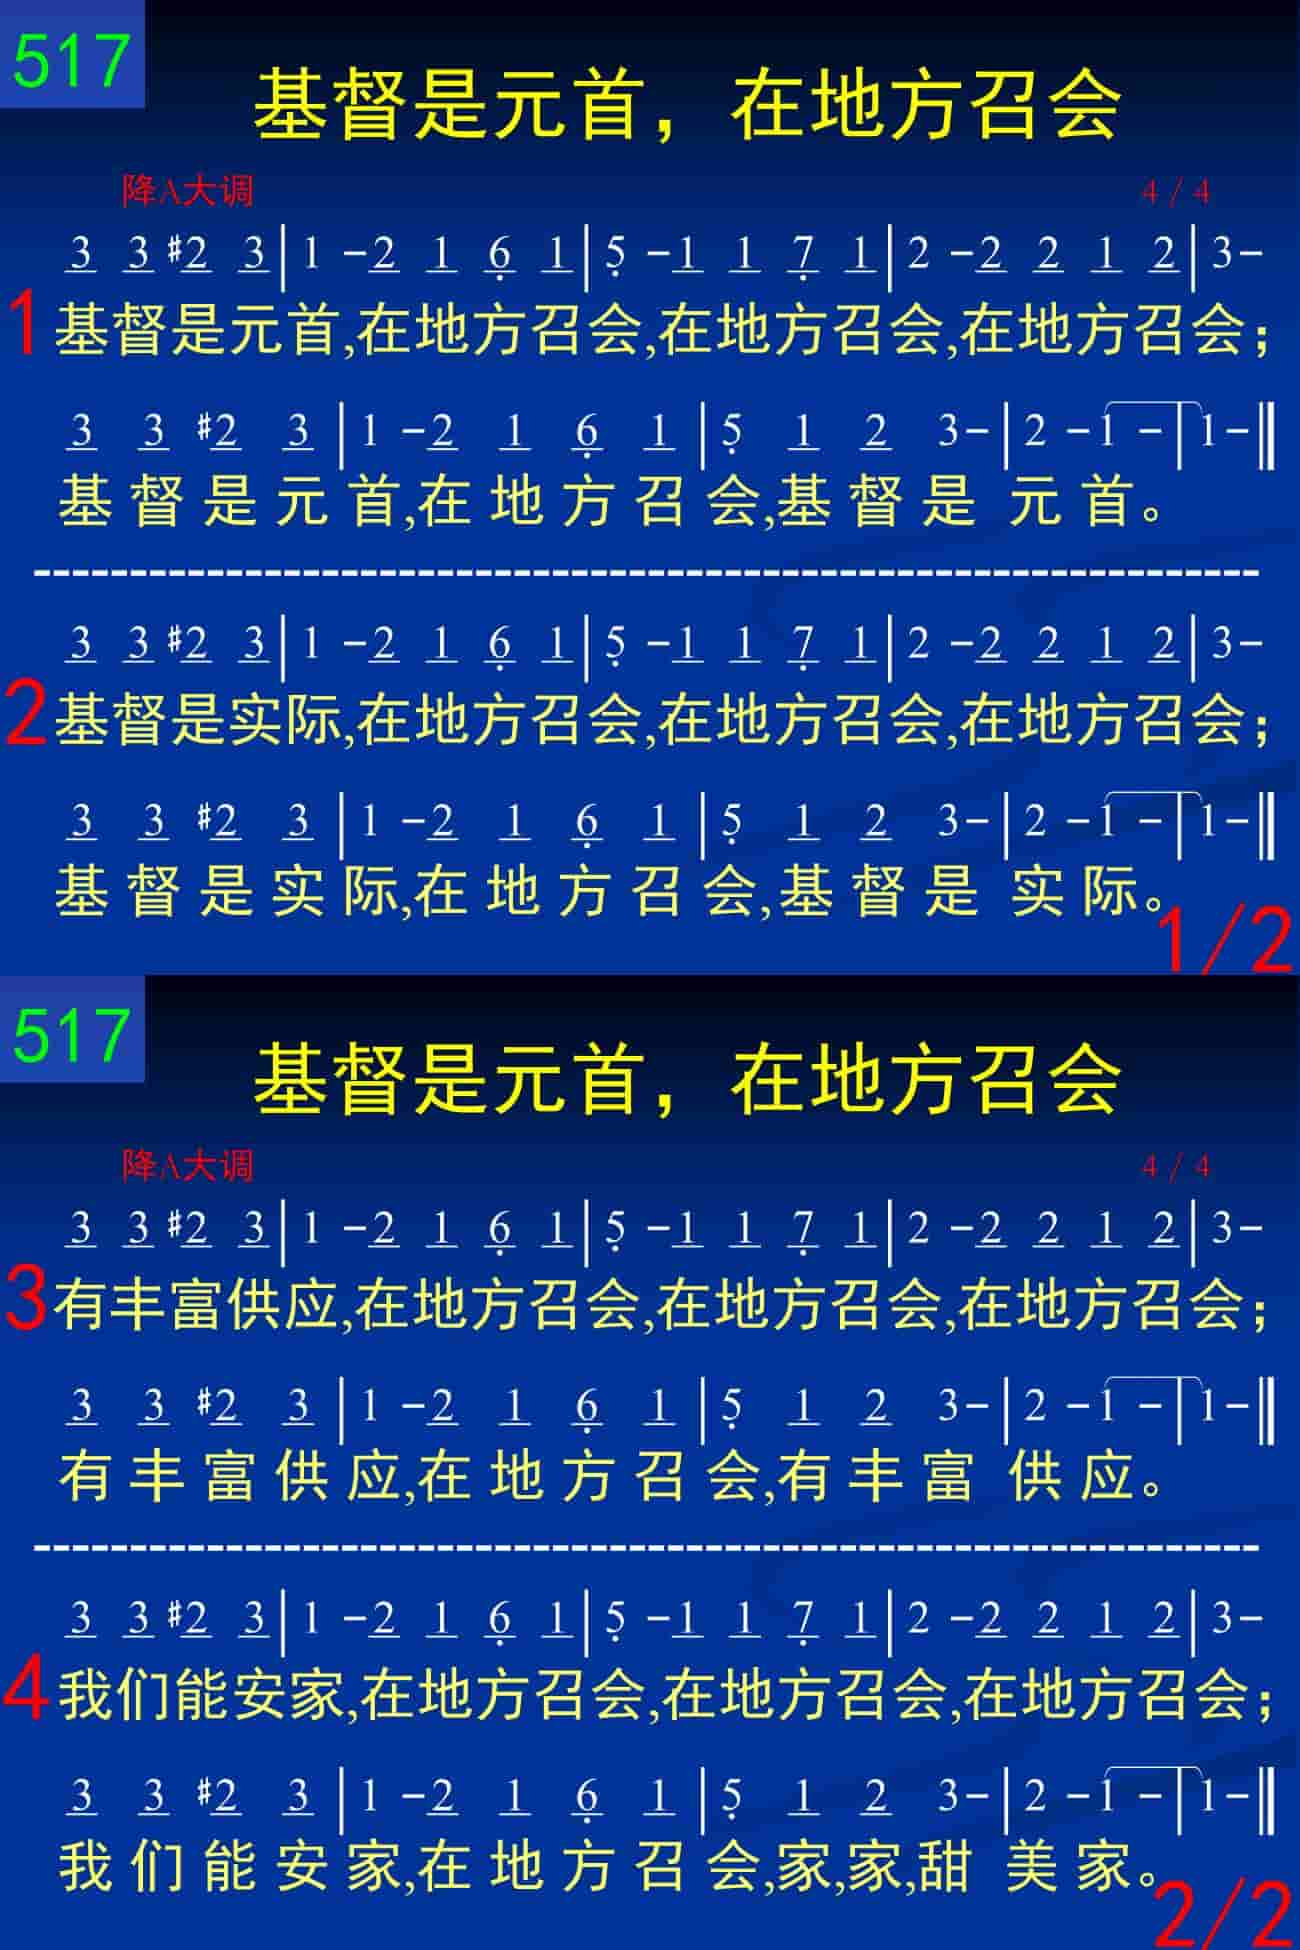 517
基督是元首，在地方召会
降A大调 4/4
3 3 #2 3|1 -2 1 6̣ 1|5̣ -1 1 7̣ 1|2 -2 2 1 2|3-
1 基督是元首,在地方召会,在地方召会,在地方召会;
3 3 #2 3|1 -2 1 6̣ 1|5̣ 1 2 3-|2 -1 -|1-‖
基督是元首,在地方召会,基督是元首。
------------------------------------------------------------
3 3 #2 3|1 -2 1 6̣ 1|5̣ -1 1 7̣ 1|2 -2 2 1 2|3-
2 基督是实际,在地方召会,在地方召会,在地方召会;
3 3 #2 3|1 -2 1 6̣ 1|5̣ 1 2 3-|2 -1 -|1-‖
基督是实际,在地方召会,基督是实际。
1/2
517
基督是元首，在地方召会
降A大调 4/4
3 3 #2 3|1 -2 1 6̣ 1|5̣ -1 1 7̣ 1|2 -2 2 1 2|3-
3 有丰富供应,在地方召会,在地方召会,在地方召会;
3 3 #2 3|1 -2 1 6̣ 1|5̣ 1 2 3-|2 -1 -|1-‖
有丰富供应,在地方召会,有丰富供应。
------------------------------------------------------------
3 3 #2 3|1 -2 1 6̣ 1|5̣ -1 1 7̣ 1|2 -2 2 1 2|3-
4 我们能安家,在地方召会,在地方召会,在地方召会;
3 3 #2 3|1 -2 1 6̣ 1|5̣ 1 2 3-|2 -1 -|1-‖
我们能安家,在地方召会,家,家,甜美家。
2/2